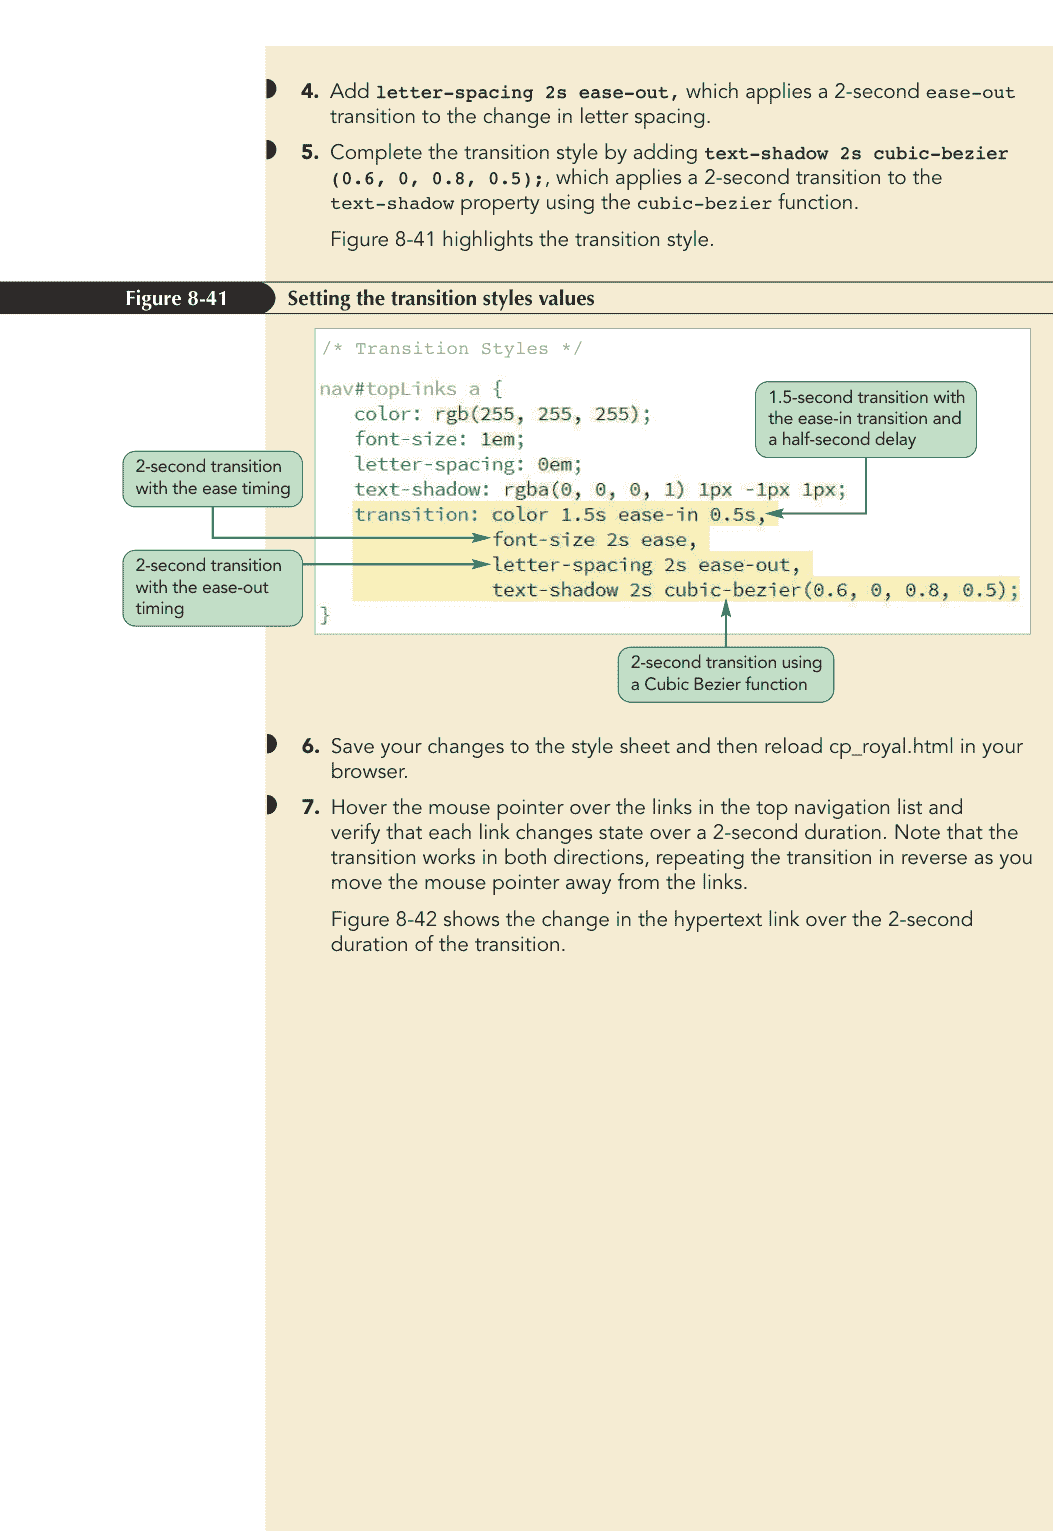 4. Add letter-spacing 2s ease-out, which applies a 2-second ease-out
transition to the change in letter spacing.
5. Complete the transition style by adding text-shadow 2s cubic-bezier
(0.6, 0, 0.8, 0.5);, which applies a 2-second transition to the
text-shadow property using the cubic-bezier function.
Figure 8-41 highlights the transition style.
Figure 8-41 Setting the transition styles values
/* Transition Styles */
nav#topLinks a {
color: rgb(255, 255, 255);
font-size: 1em;
letter-spacing: 0em;
text-shadow: rgba(0, 0, 0, 1) 1px -1px 1px;
transition: color 1.5s ease-in 0.5s,
font-size 2s ease,
letter-spacing 2s ease-out,
text-shadow 2s cubic-bezier(0.6, 0, 0.8, 0.5);
}
1.5-second transition with
the ease-in transition and
a half-second delay
2-second transition
with the ease timing
2-second transition
with the ease-out
timing
2-second transition using
a Cubic Bezier function
6. Save your changes to the style sheet and then reload cp_royal.html in your
browser.
7. Hover the mouse pointer over the links in the top navigation list and
verify that each link changes state over a 2-second duration. Note that the
transition works in both directions, repeating the transition in reverse as you
move the mouse pointer away from the links.
Figure 8-42 shows the change in the hypertext link over the 2-second
duration of the transition.